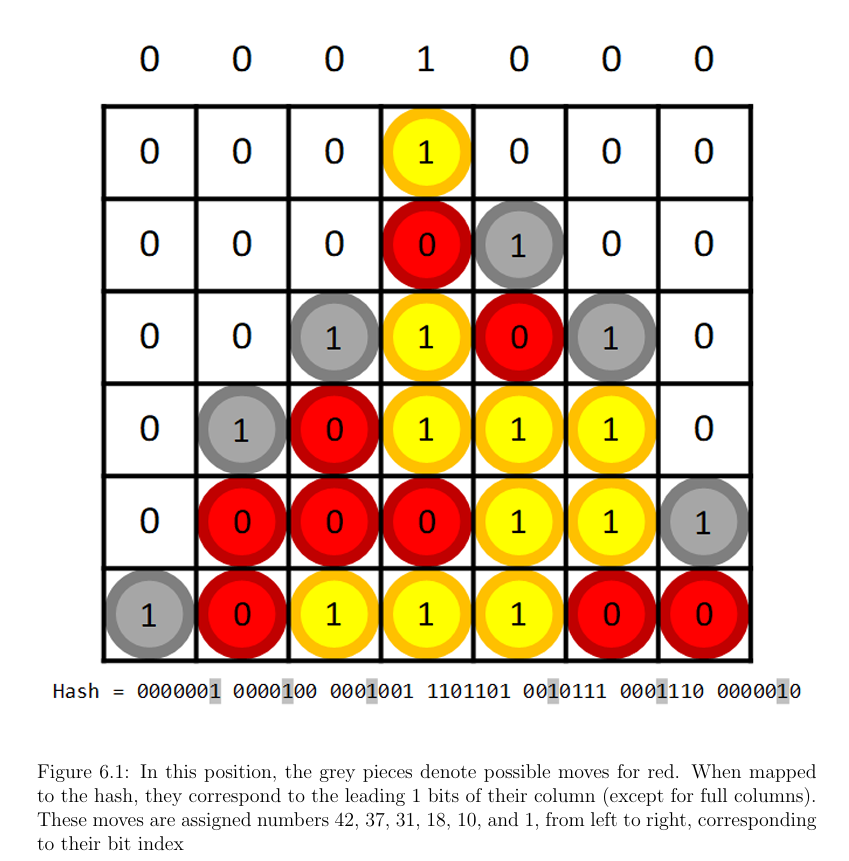 0 0 0 1 0 0 0
0 0 0 1 0 0 0
0 0 0 0 1 0 0
0 0 1 1 0 1 0
0 1 0 1 1 1 0
0 0 0 0 1 1 1
1 0 1 1 1 0 0
Hash = 0000001 0000100 0001001 1101101 0010111 0001110 0000010
Figure 6.1: In this position, the grey pieces denote possible moves for red. When mapped
to the hash, they correspond to the leading 1 bits of their column (except for full columns).
These moves are assigned numbers 42, 37, 31, 18, 10, and 1, from left to right, corresponding
to their bit index